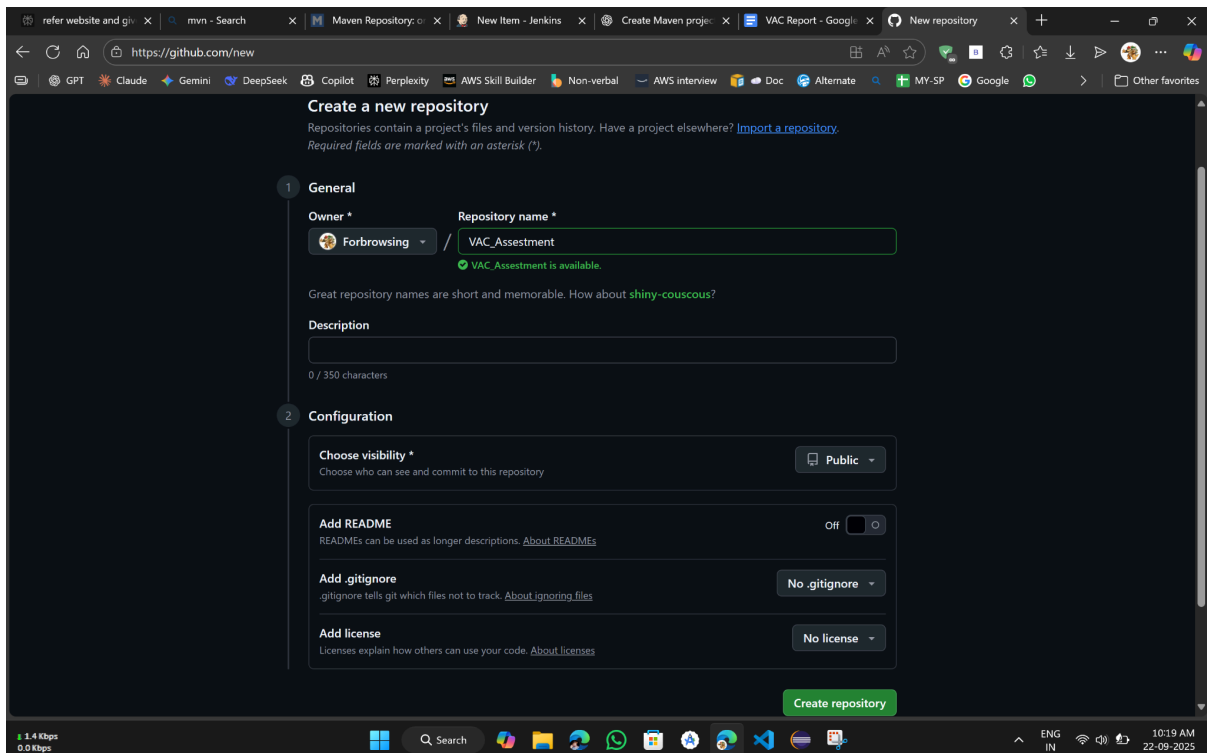 refer website and giv
mvn - Search
Maven Repository: o
New Item - Jenkins
Create Maven projec
VAC Report - Google
New repository
https://github.com/new
GPT
Claude
Gemini
DeepSeek
Copilot
Perplexity
AWS Skill Builder
Non-verbal
AWS interview
Doc
Alternate
MY-SP
Google
Other favorites
Create a new repository
Repositories contain a project's files and version history. Have a project elsewhere? Import a repository.
Required fields are marked with an asterisk (*).
1 General
Owner * Repository name *
Forbrowsing / VAC_Assestment
VAC_Assestment is available.
Great repository names are short and memorable. How about shiny-couscous?
Description
0 / 350 characters
2 Configuration
Choose visibility *
Choose who can see and commit to this repository
Public
Add README
READMEs can be used as longer descriptions. About READMEs
Off
Add .gitignore
.gitignore tells git which files not to track. About ignoring files
No .gitignore
Add license
Licenses explain how others can use your code. About licenses
No license
Create repository
1.4 Kbps
0.0 Kbps
Search
ENG
IN
10:19 AM
22-09-2025